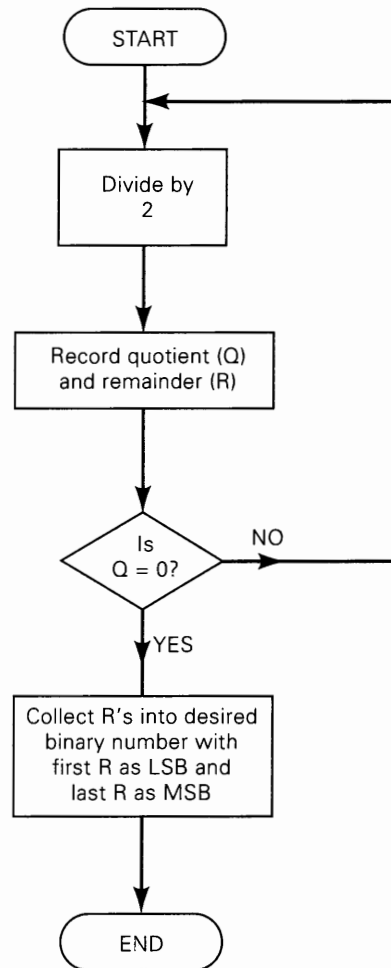 START
Divide by
2
Record quotient (Q)
and remainder (R)
Is
Q = 0?
NO
YES
Collect R's into desired
binary number with
first R as LSB and
last R as MSB
END